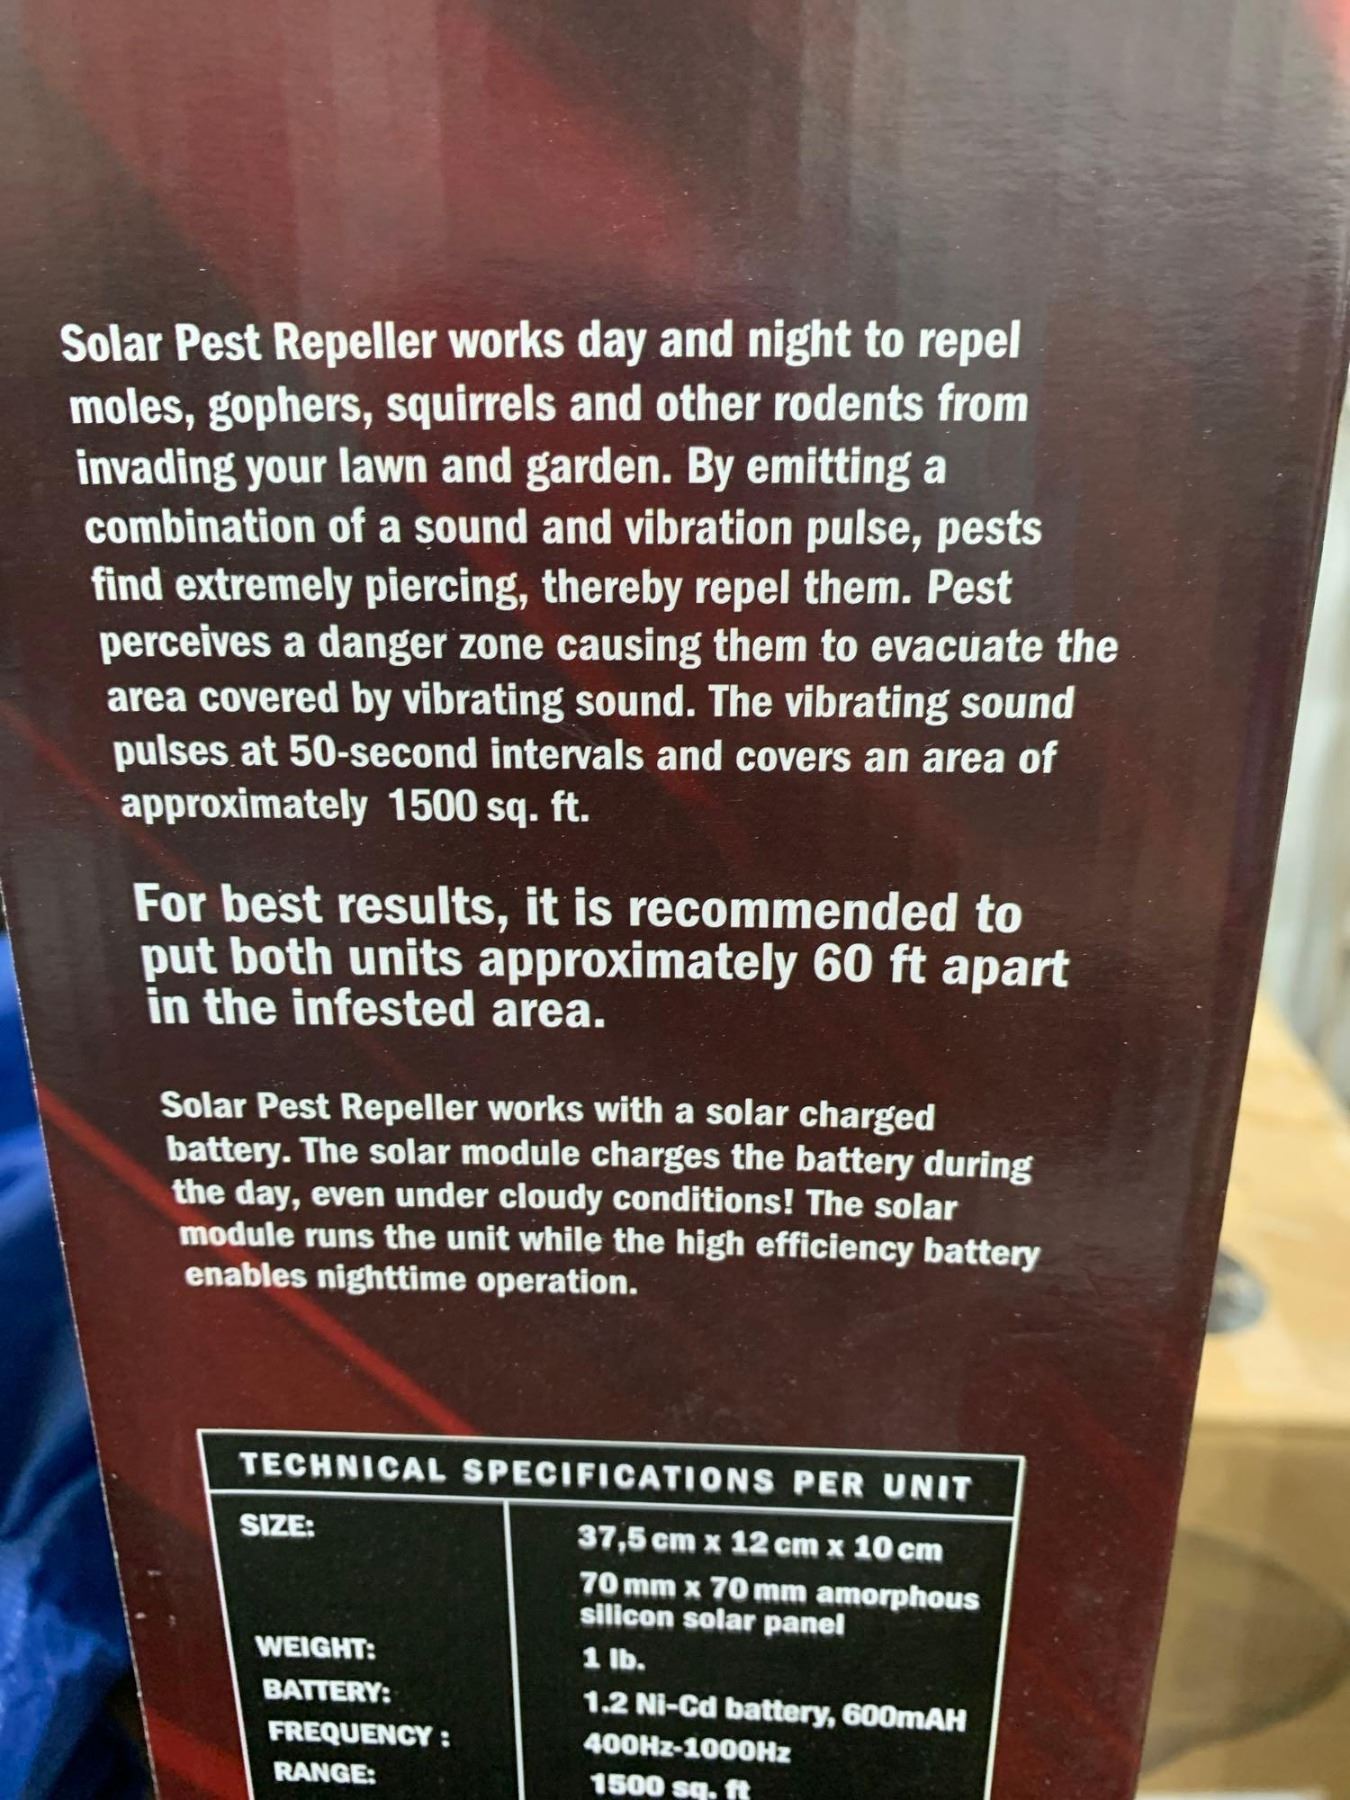 Solar Pest Repeller works day and night to repel
moles, gophers, squirrels and other rodents from
invading your lawn and garden. By emitting a
combination of a sound and vibration pulse, pests
find extremely piercing, thereby repel them. Pest
perceives a danger zone causing them to evacuate the
area covered by vibrating sound. The vibrating sound
pulses at 50-second intervals and covers an area of
approximately 1500 sq. ft.
For best results, it is recommended to
put both units approximately 60 ft apart
in the infested area.
Solar Pest Repeller works with a solar charged
battery. The solar module charges the battery during
the day, even under cloudy conditions! The solar
module runs the unit while the high efficiency battery
enables nighttime operation.
TECHNICAL SPECIFICATIONS PER UNIT
SIZE: 37,5 cm x 12 cm x 10 cm
70 mm x 70 mm amorphous
silicon solar panel
WEIGHT: 1 lb.
BATTERY: 1.2 Ni-Cd battery, 600mAH
FREQUENCY : 400Hz-1000Hz
RANGE: 1500 sq. ft